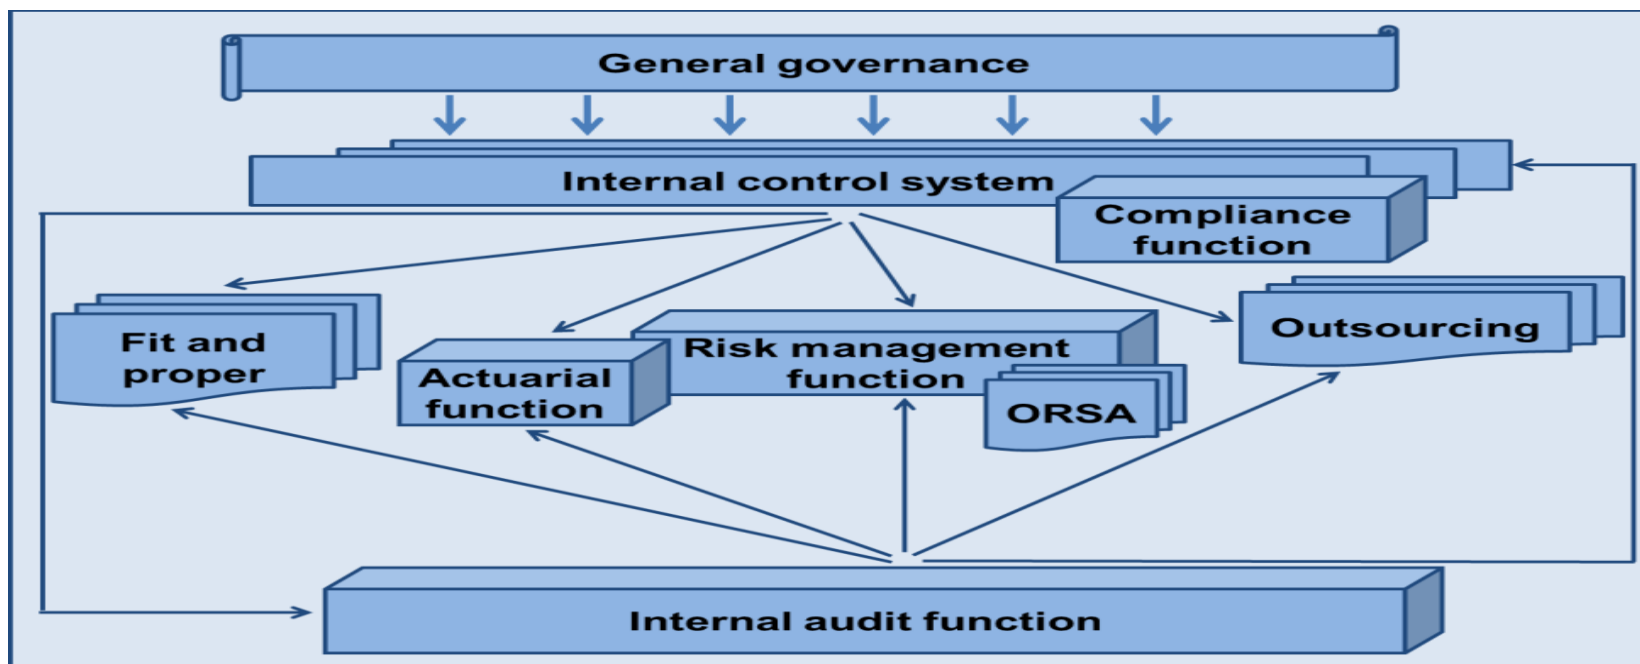 General governance
Internal control system
Compliance
function
Fit and
proper
Actuarial
function
Risk management
function
ORSA
Outsourcing
Internal audit function